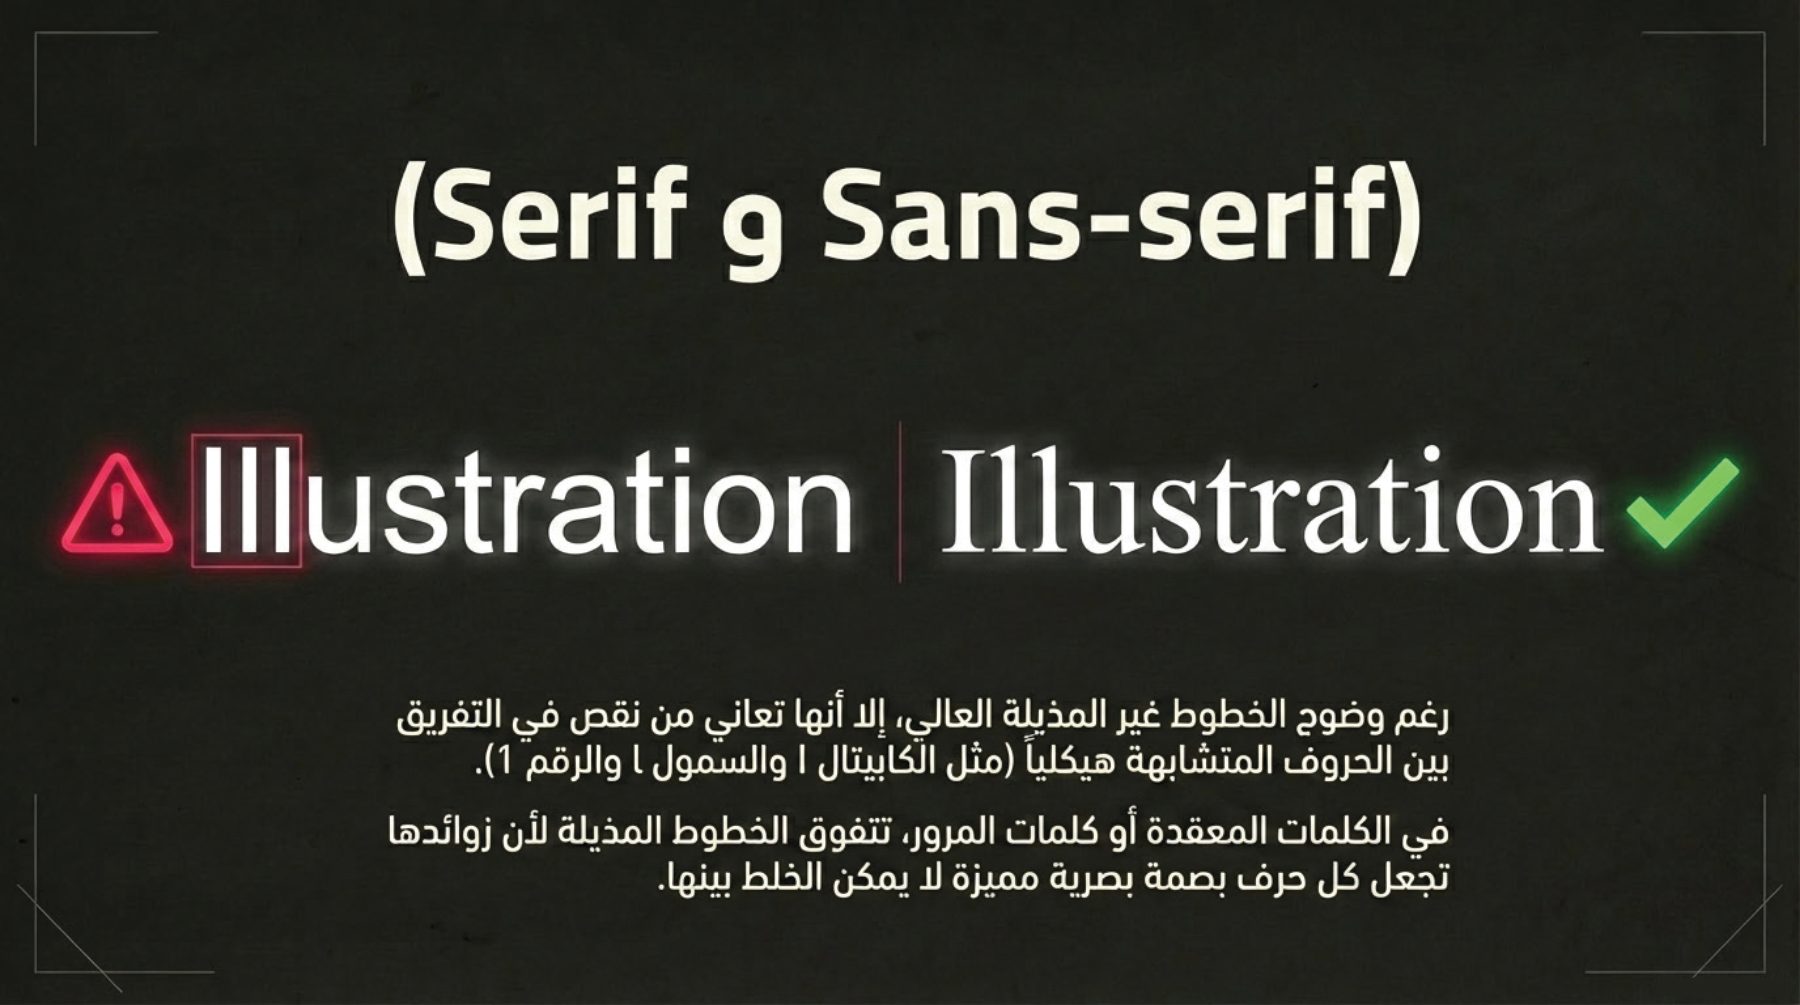 (Serif و Sans-serif)
Illustration
Illustration
رغم وضوح الخطوط غير المذيلة العالي، إلا أنها تعاني من نقص في التفريق
بين الحروف المتشابهة هيكلياً (مثل الكابيتال I والسمول l والرقم 1).
في الكلمات المعقدة أو كلمات المرور، تتفوق الخطوط المذيلة لأن زوائدها
تجعل كل حرف بصمة بصرية مميزة لا يمكن الخلط بينها.